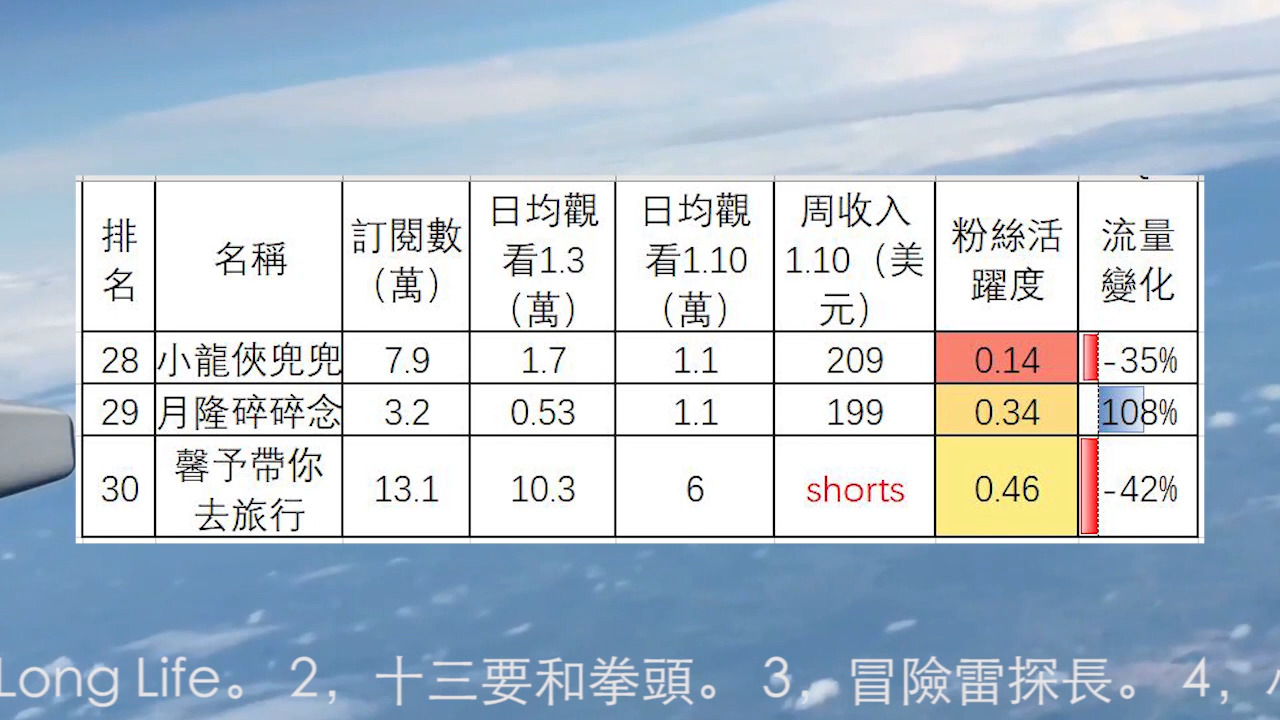 排名 名稱 訂閱數（萬） 日均觀看1.3（萬） 日均觀看1.10（萬） 周收入1.10（美元） 粉絲活躍度 流量變化
28 小龍俠兜兜 7.9 1.7 1.1 209 0.14 -35%
29 月隆碎碎念 3.2 0.53 1.1 199 0.34 108%
30 馨予帶你去旅行 13.1 10.3 6 shorts 0.46 -42%
Long Life。 2，十三要和拳頭。 3，冒險雷探長。 4，